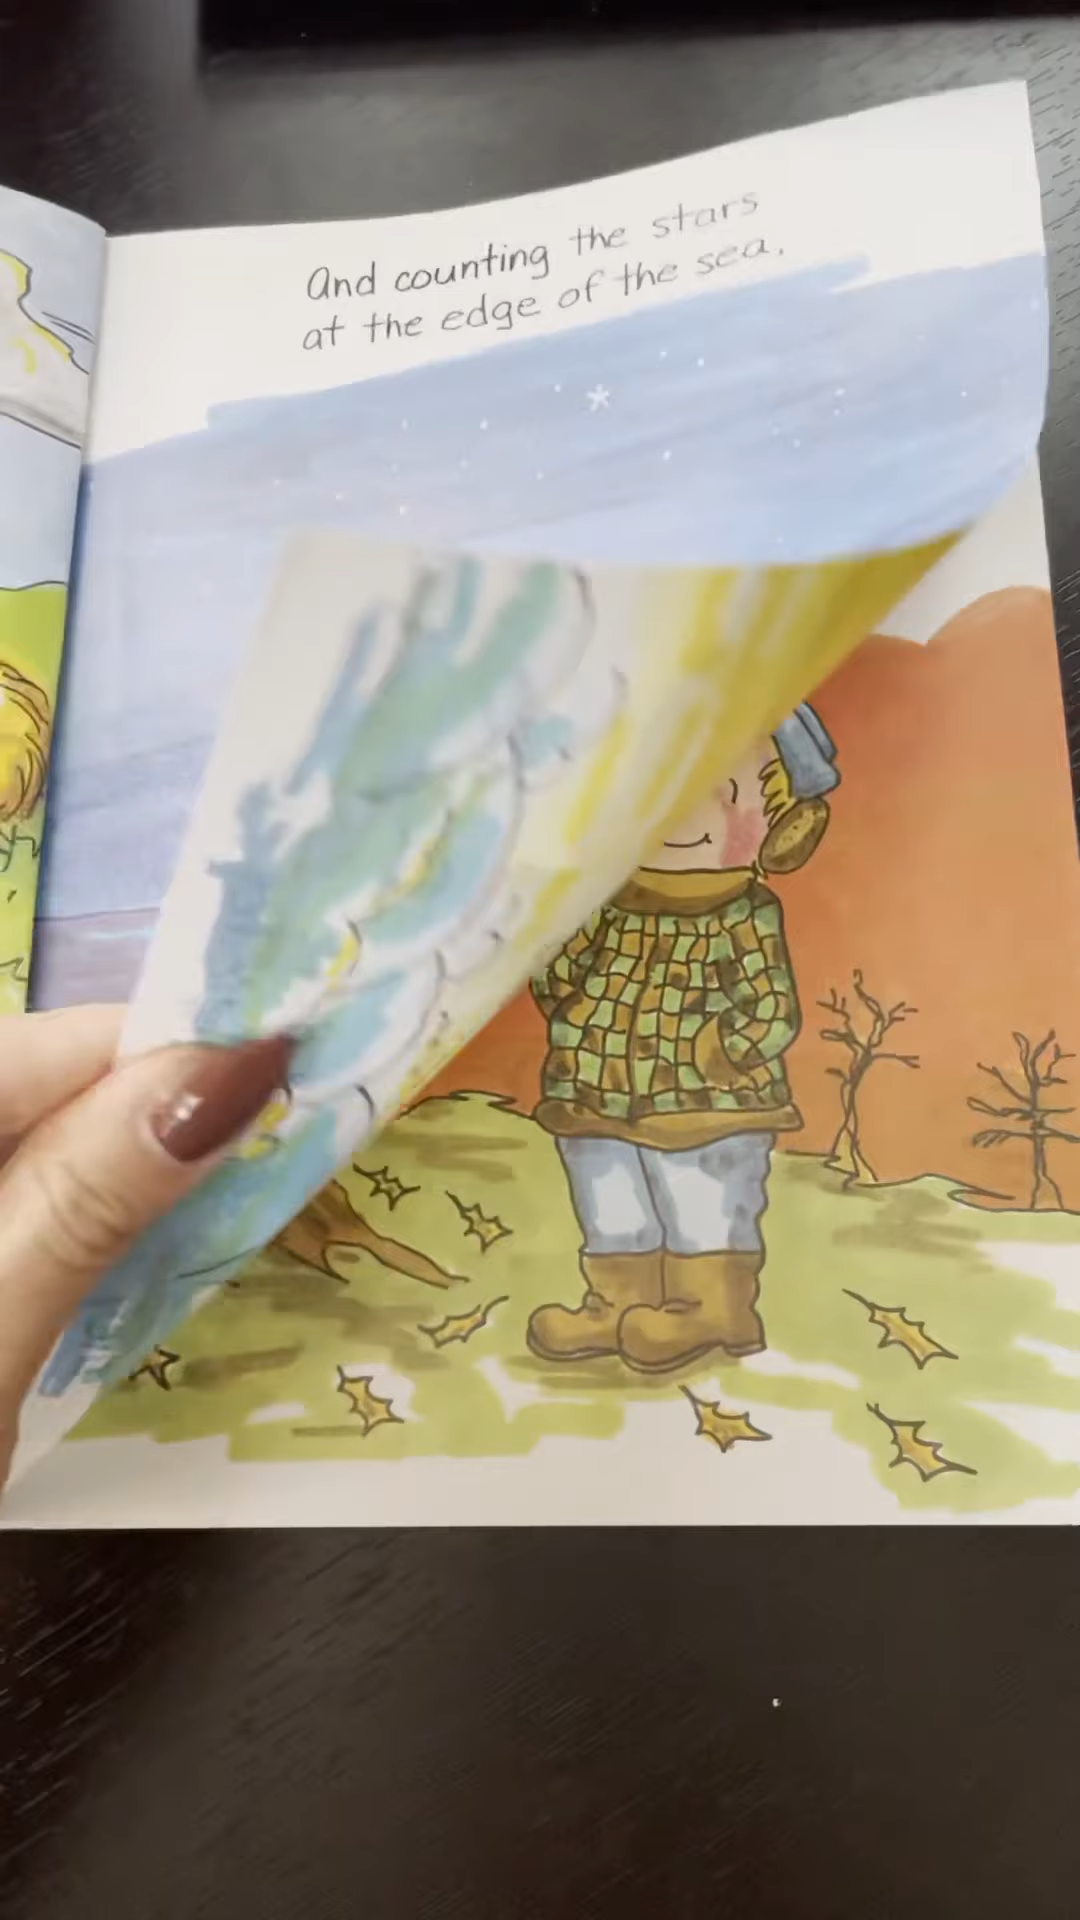 And counting the stars
at the edge of the sea,